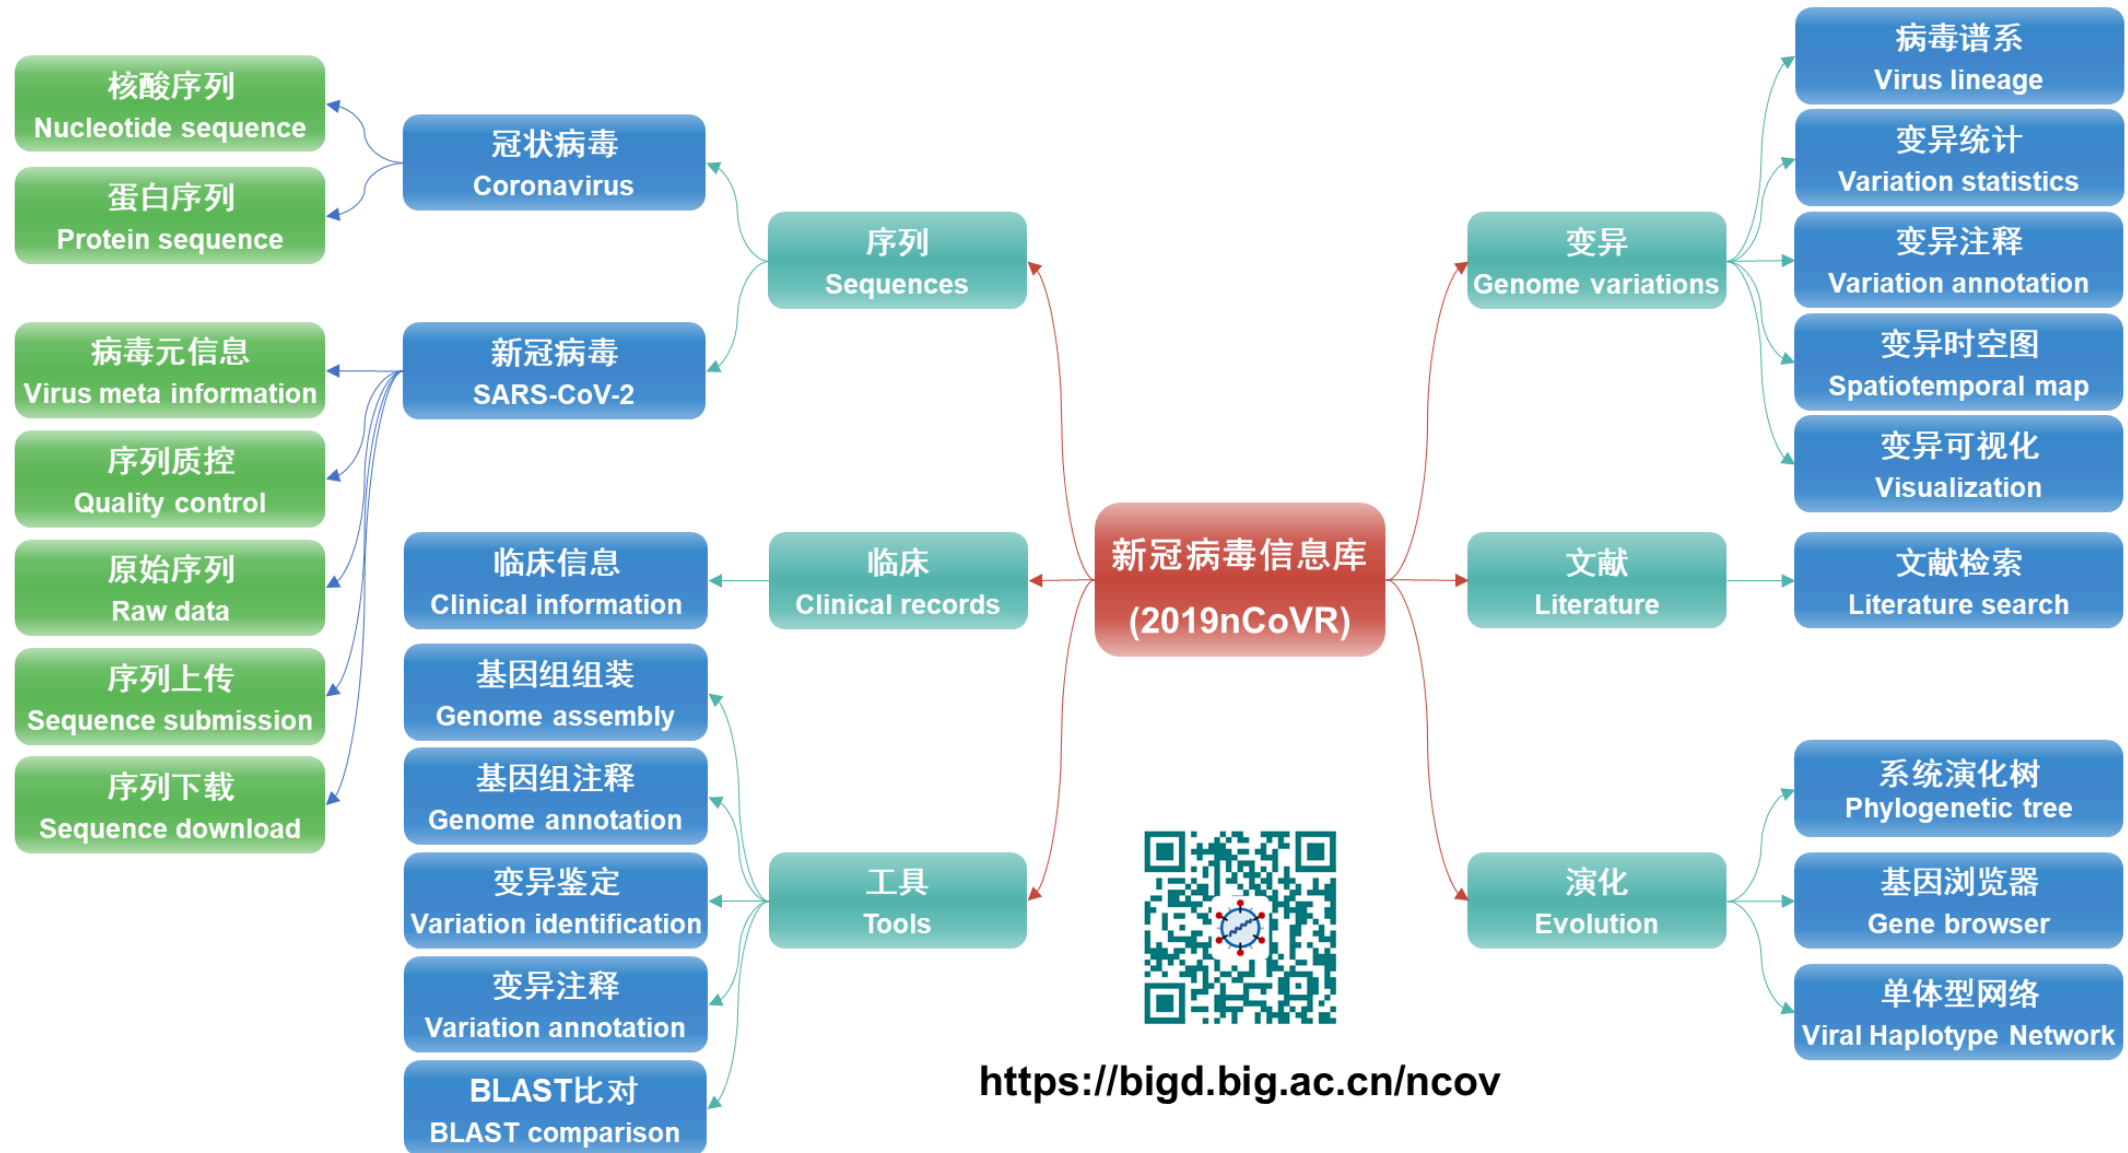 核酸序列
Nucleotide sequence
蛋白序列
Protein sequence
病毒元信息
Virus meta information
序列质控
Quality control
原始序列
Raw data
序列上传
Sequence submission
序列下载
Sequence download
冠状病毒
Coronavirus
新冠病毒
SARS-CoV-2
临床信息
Clinical information
基因组组装
Genome assembly
基因组注释
Genome annotation
变异鉴定
Variation identification
变异注释
Variation annotation
BLAST比对
BLAST comparison
序列
Sequences
临床
Clinical records
工具
Tools
新冠病毒信息库
(2019nCoVR)
https://bigd.big.ac.cn/ncov
变异
Genome variations
文献
Literature
演化
Evolution
病毒谱系
Virus lineage
变异统计
Variation statistics
变异注释
Variation annotation
变异时空图
Spatiotemporal map
变异可视化
Visualization
文献检索
Literature search
系统演化树
Phylogenetic tree
基因浏览器
Gene browser
单体型网络
Viral Haplotype Network